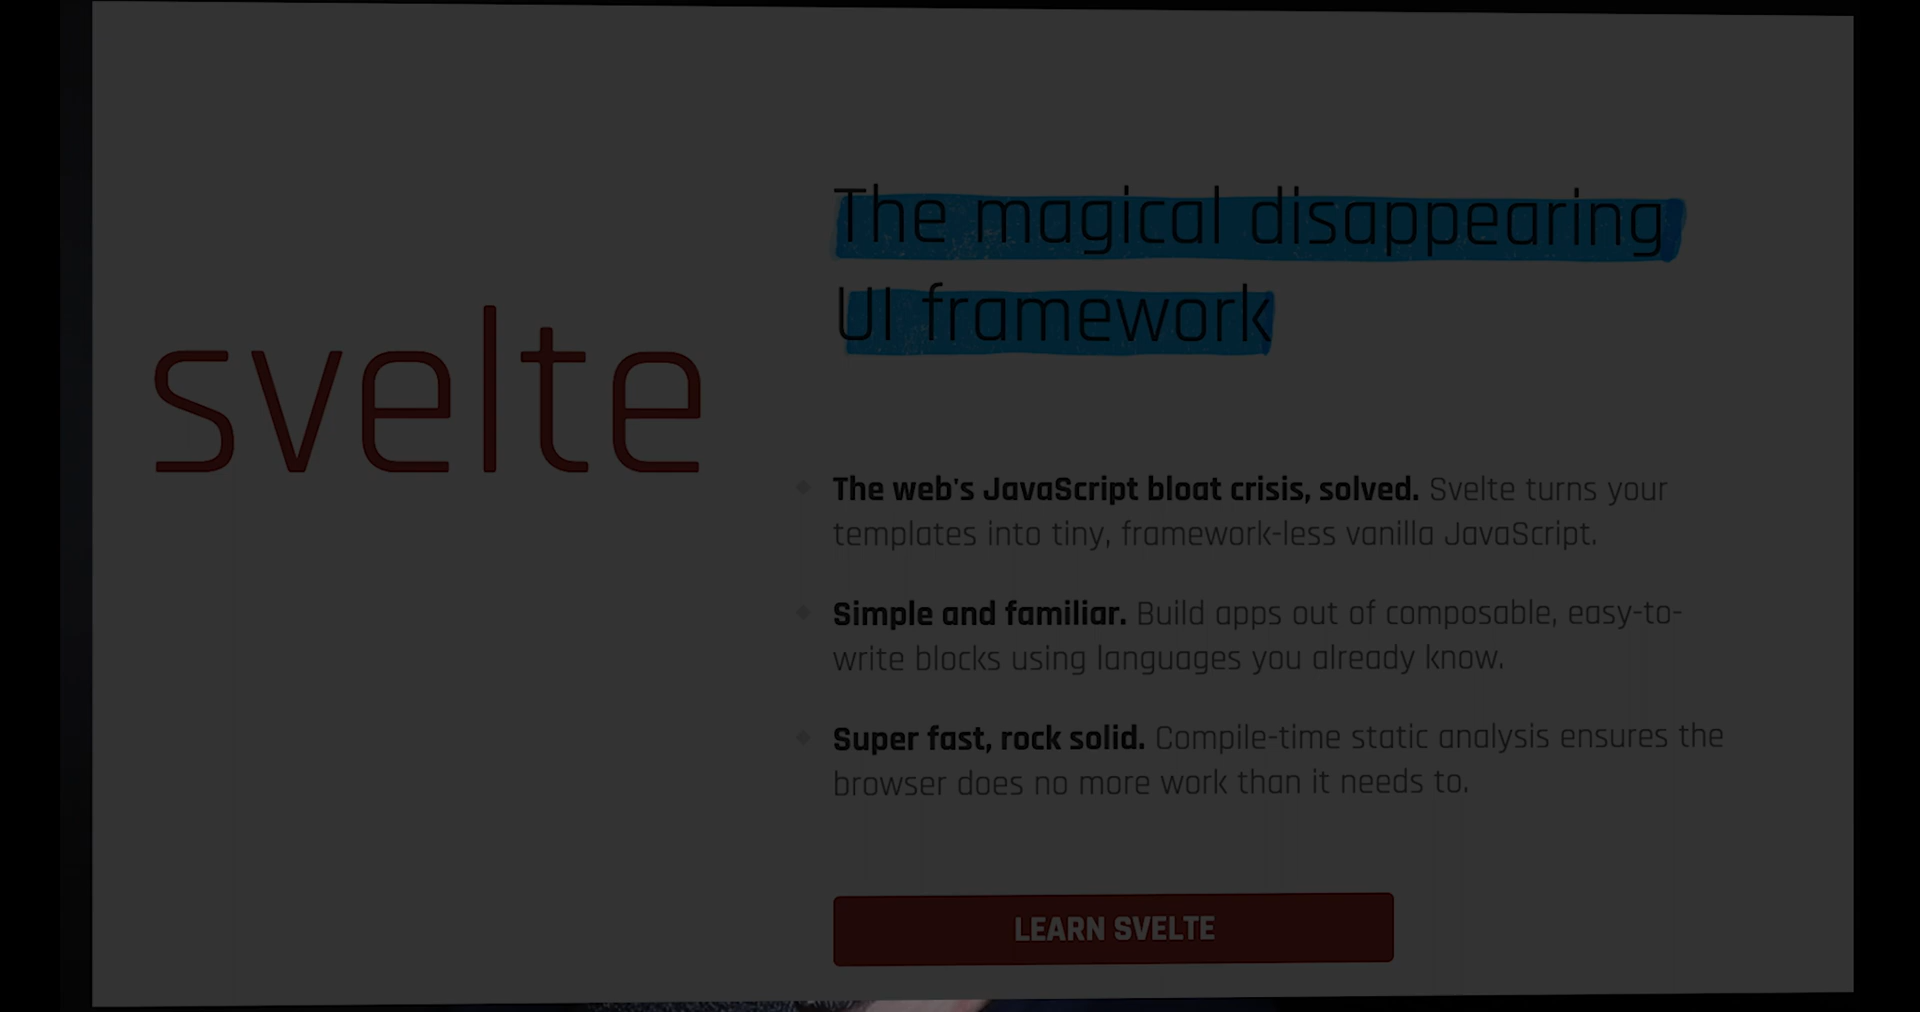 svelte
The magical disappearing
UI framework
The web's JavaScript bloat crisis, solved. Svelte turns your
templates into tiny, framework-less vanilla JavaScript.
Simple and familiar. Build apps out of composable, easy-to-
write blocks using languages you already know.
Super fast, rock solid. Compile-time static analysis ensures the
browser does no more work than it needs to.
LEARN SVELTE